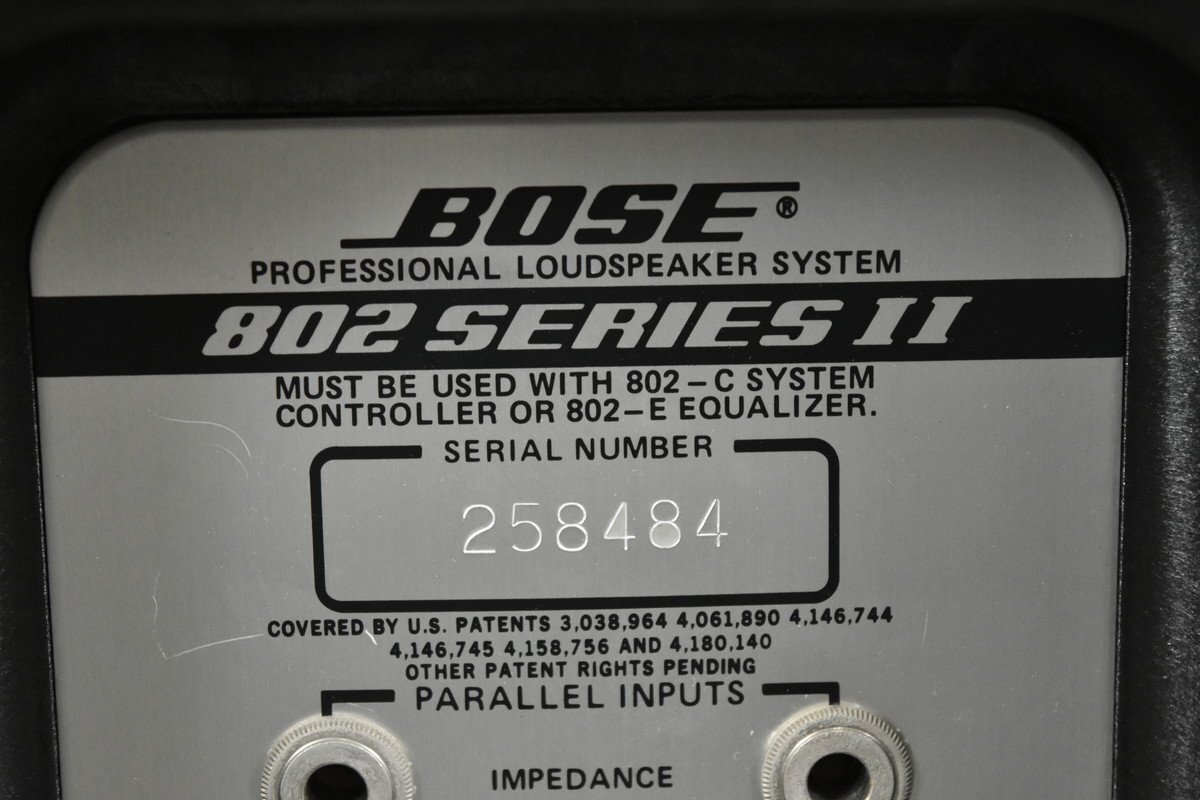 BOSE®
PROFESSIONAL LOUDSPEAKER SYSTEM
802 SERIES II
MUST BE USED WITH 802-C SYSTEM
CONTROLLER OR 802-E EQUALIZER.
SERIAL NUMBER
258484
COVERED BY U.S. PATENTS 3,038,964 4,061,890 4,146,744
4,146,745 4,158,756 AND 4,180,140
OTHER PATENT RIGHTS PENDING
PARALLEL INPUTS
IMPEDANCE